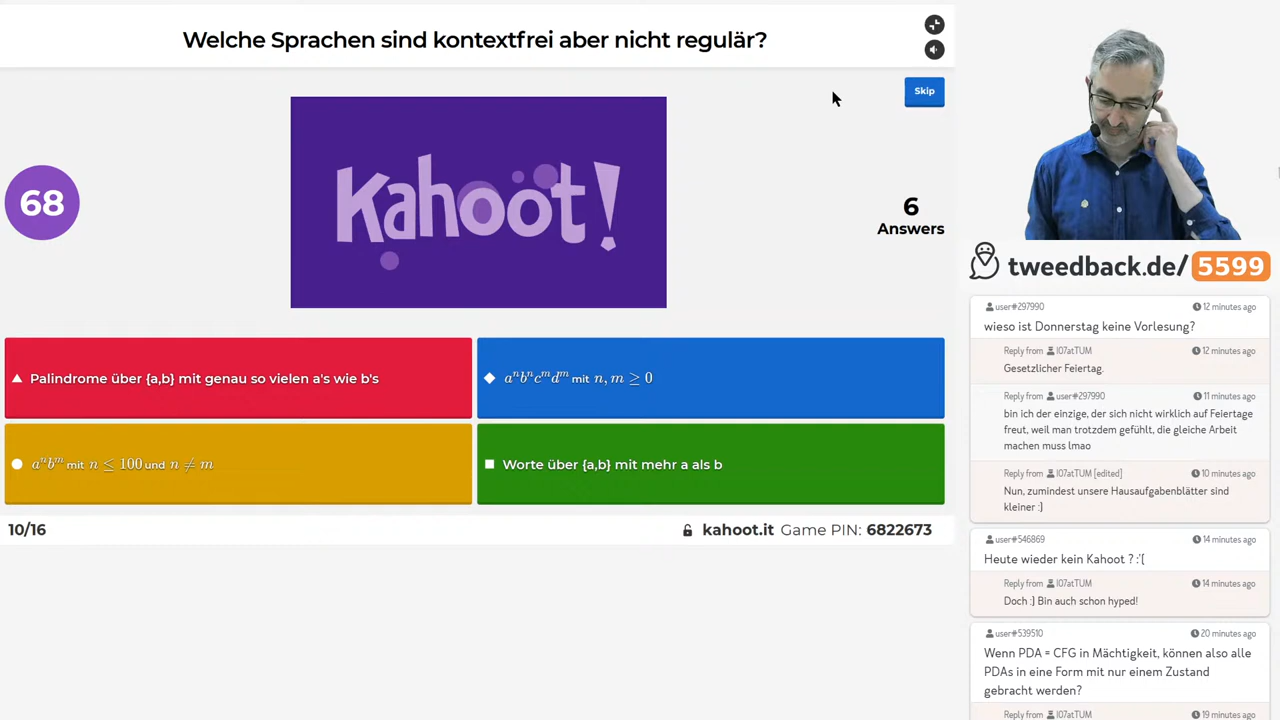 Welche Sprachen sind kontextfrei aber nicht regulär?
Skip
68
Kahoot!
6
Answers
Palindrome über {a,b} mit genau so vielen a's wie b's
aⁿbⁿcᵐdᵐ mit n, m ≥ 0
aⁿbᵐ mit n ≤ 100 und n ≠ m
Worte über {a,b} mit mehr a als b
10/16
kahoot.it Game PIN: 6822673
tweedback.de/ 5599
user#297990 12 minutes ago
wieso ist Donnerstag keine Vorlesung?
Reply from I07atTUM 12 minutes ago
Gesetzlicher Feiertag.
Reply from user#297990 11 minutes ago
bin ich der einzige, der sich nicht wirklich auf Feiertage
freut, weil man trotzdem gefühlt, die gleiche Arbeit
machen muss lmao
Reply from I07atTUM [edited] 10 minutes ago
Nun, zumindest unsere Hausaufgabenblätter sind
kleiner :)
user#546869 14 minutes ago
Heute wieder kein Kahoot ? :'(
Reply from I07atTUM 14 minutes ago
Doch :) Bin auch schon hyped!
user#539510 20 minutes ago
Wenn PDA = CFG in Mächtigkeit, können also alle
PDAs in eine Form mit nur einem Zustand
gebracht werden?
Reply from I07atTUM 19 minutes ago